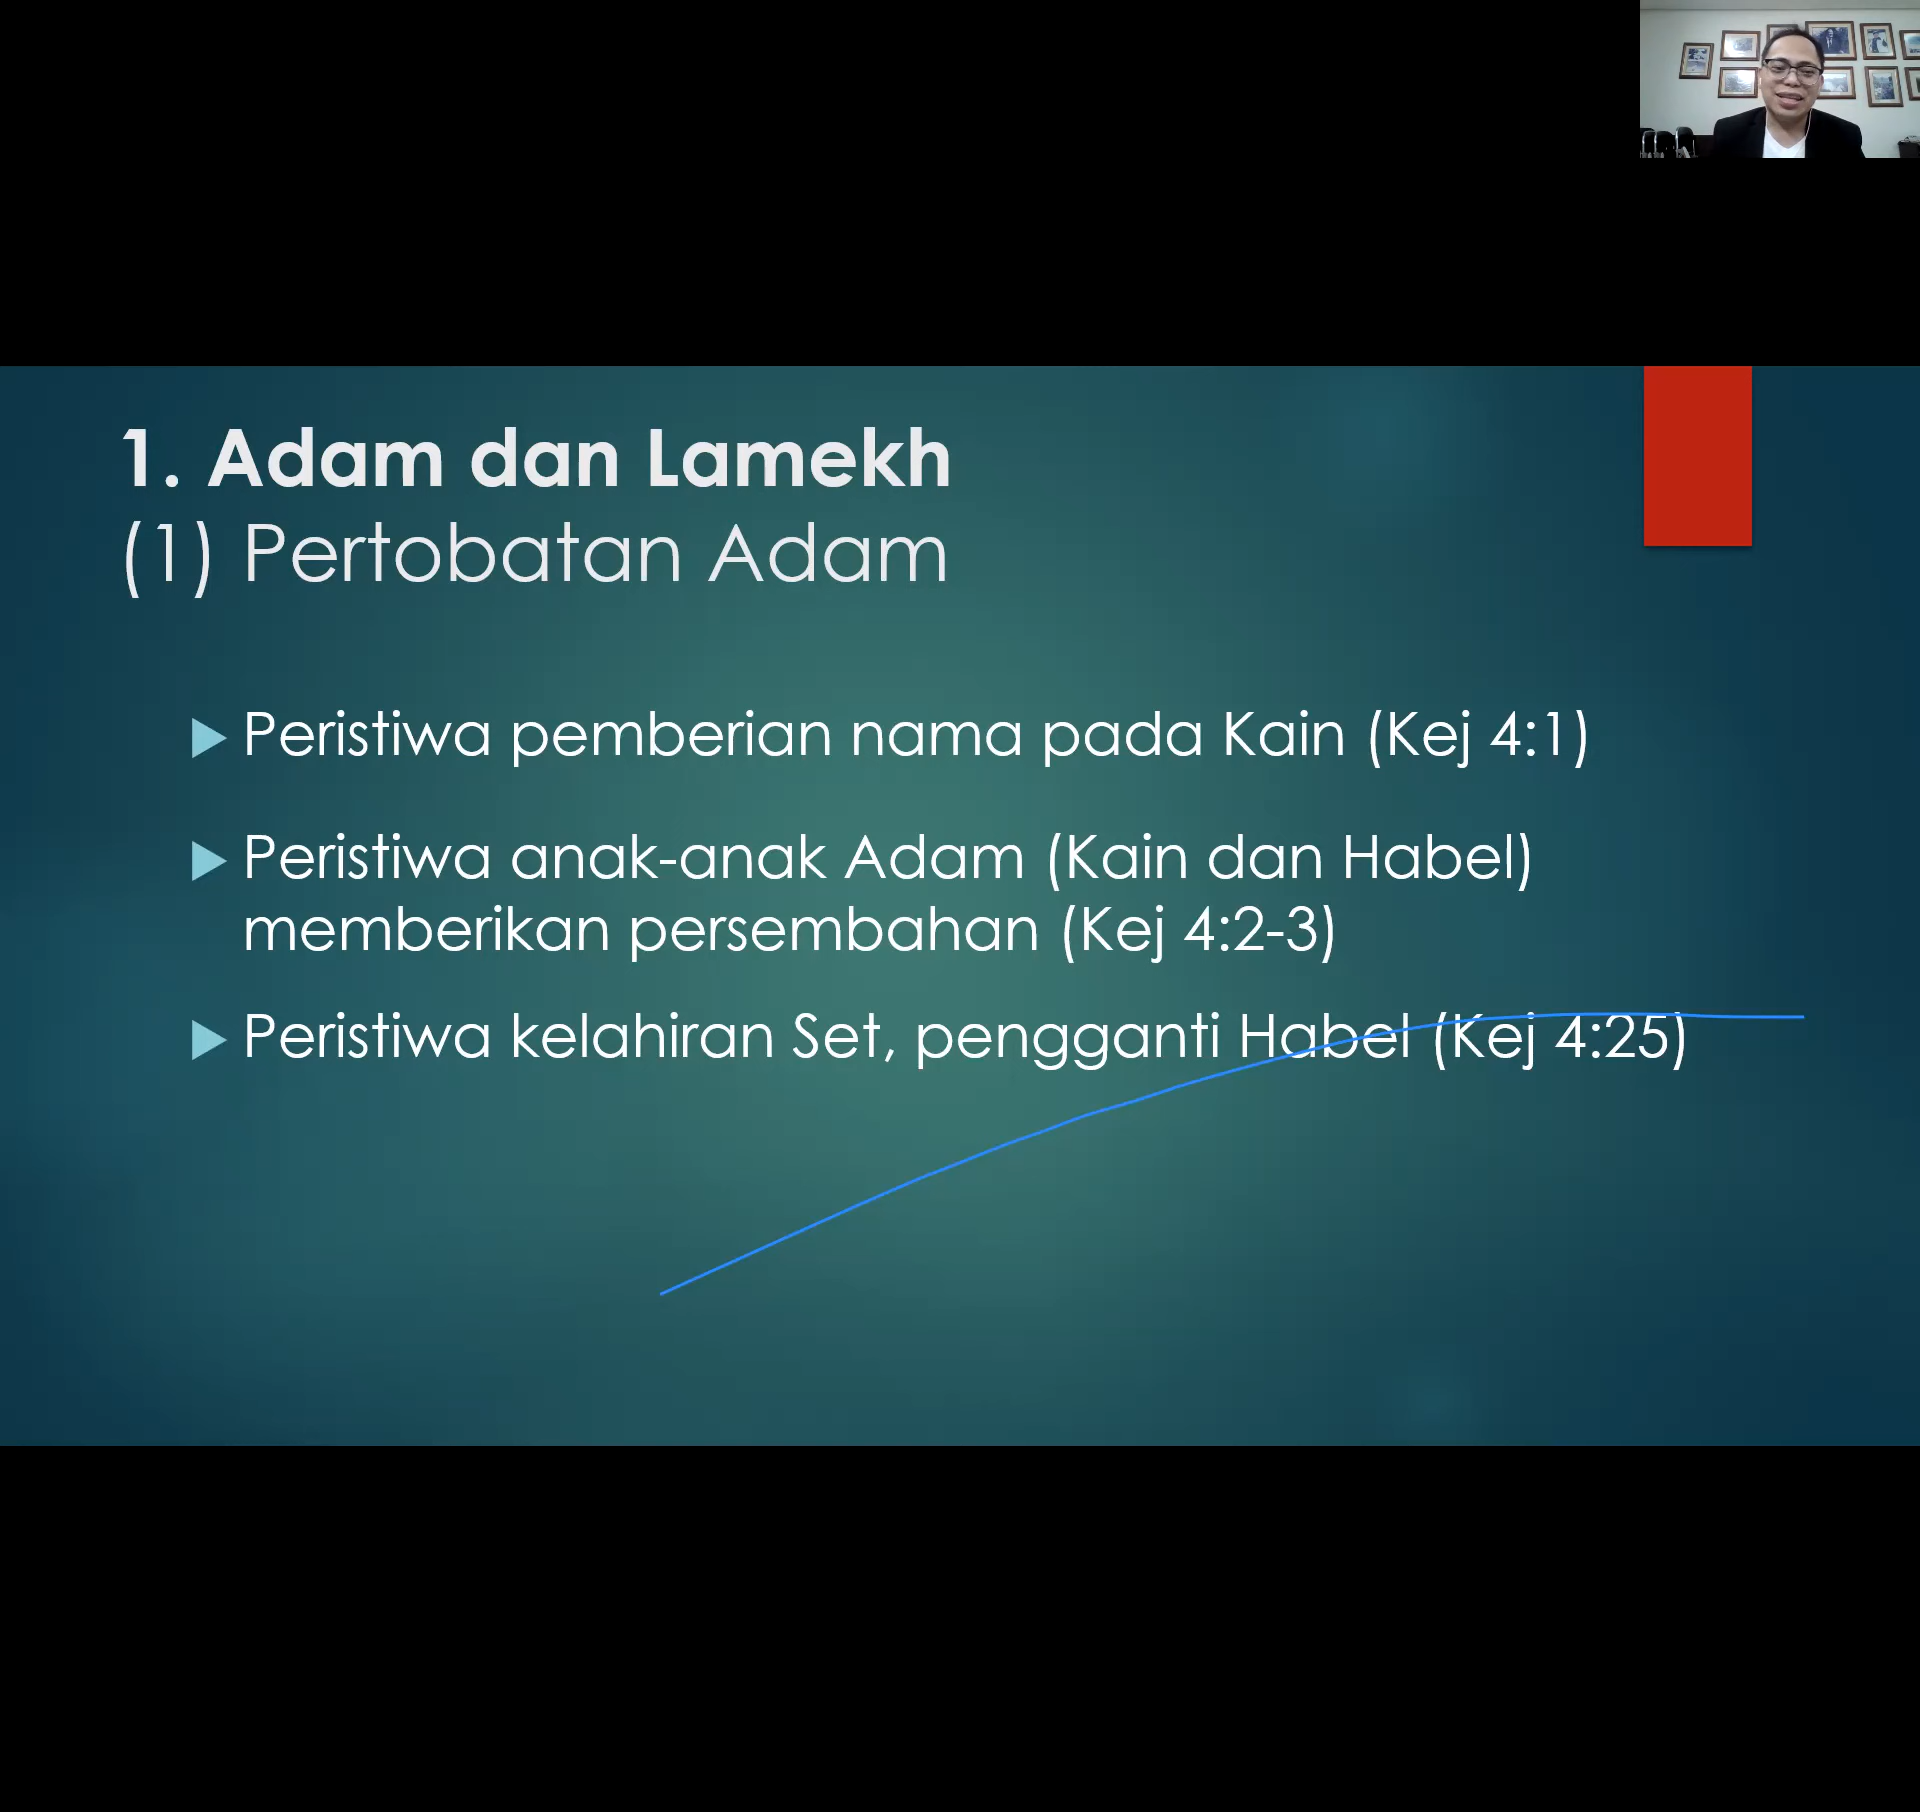 1. Adam dan Lamekh
(1) Pertobatan Adam
Peristiwa pemberian nama pada Kain (Kej 4:1)
Peristiwa anak-anak Adam (Kain dan Habel)
memberikan persembahan (Kej 4:2-3)
Peristiwa kelahiran Set, pengganti Habel (Kej 4:25)